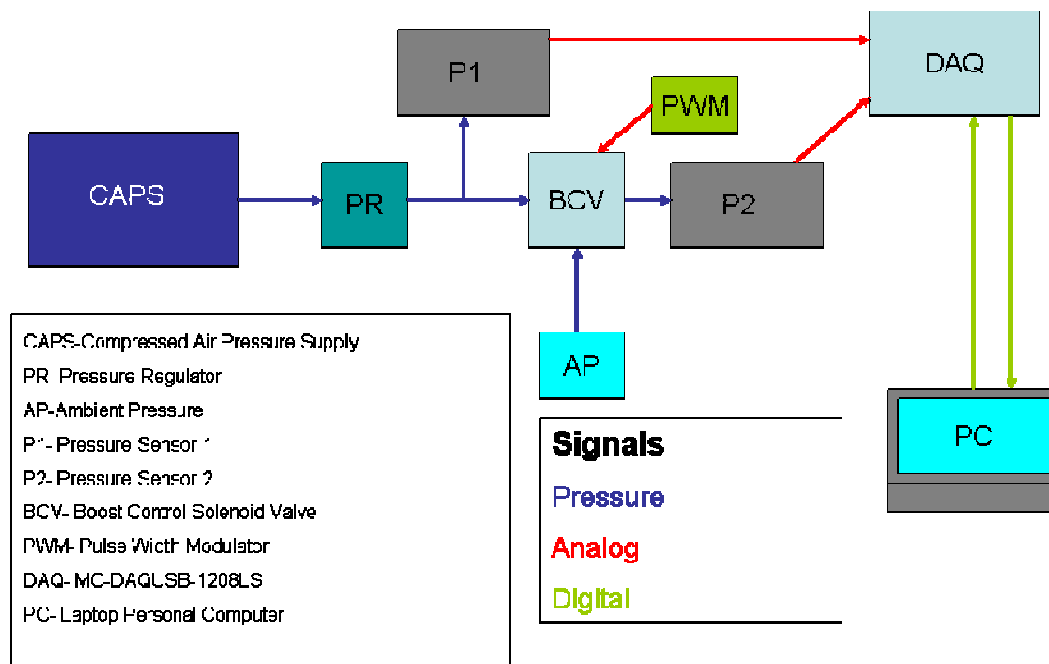 P1
DAQ
PWM
CAPS
PR
BCV
P2
AP
PC
CAPS-Compressed Air Pressure Supply
PR Pressure Regulator
AP-Ambient Pressure
P1- Pressure Sensor 1
P2- Pressure Sensor 2
BCV- Boost Control Solenoid Valve
PWM- Pulse Width Modulator
DAQ- MC-DAQUSB-1208LS
PC- Laptop Personal Computer
Signals
Pressure
Analog
Digital